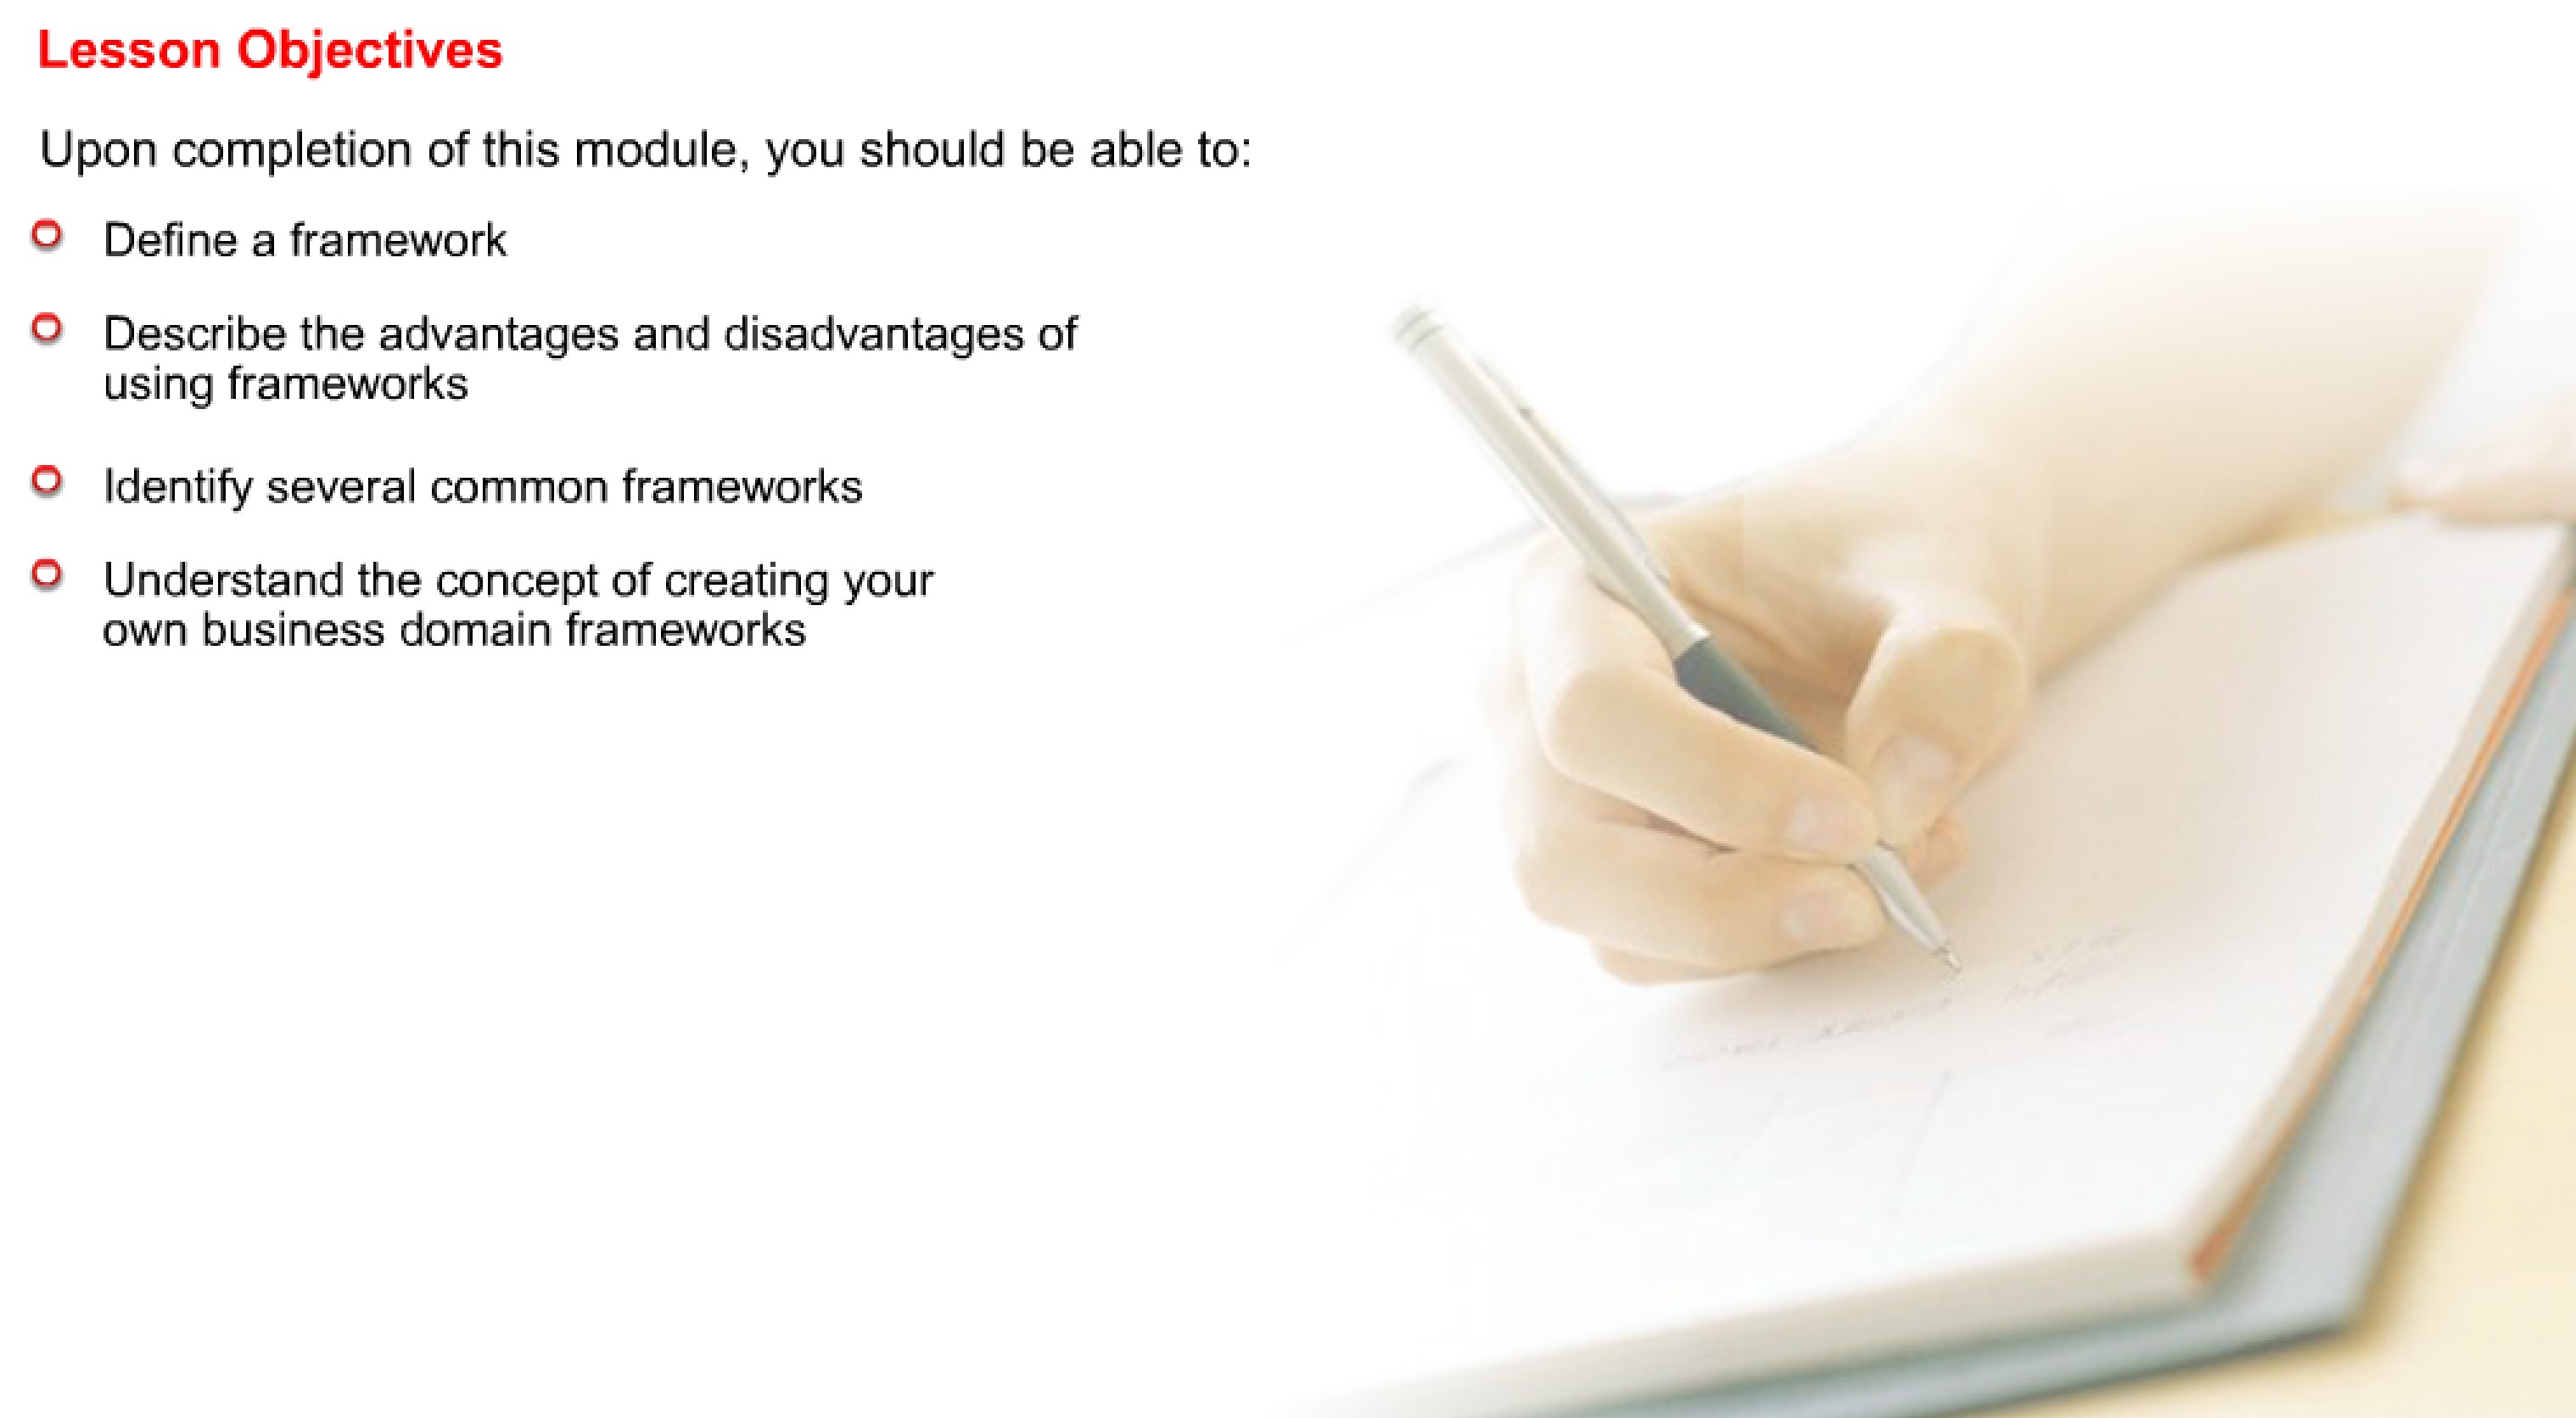 Lesson Objectives
Upon completion of this module, you should be able to:
Define a framework
Describe the advantages and disadvantages of
using frameworks
Identify several common frameworks
Understand the concept of creating your
own business domain frameworks